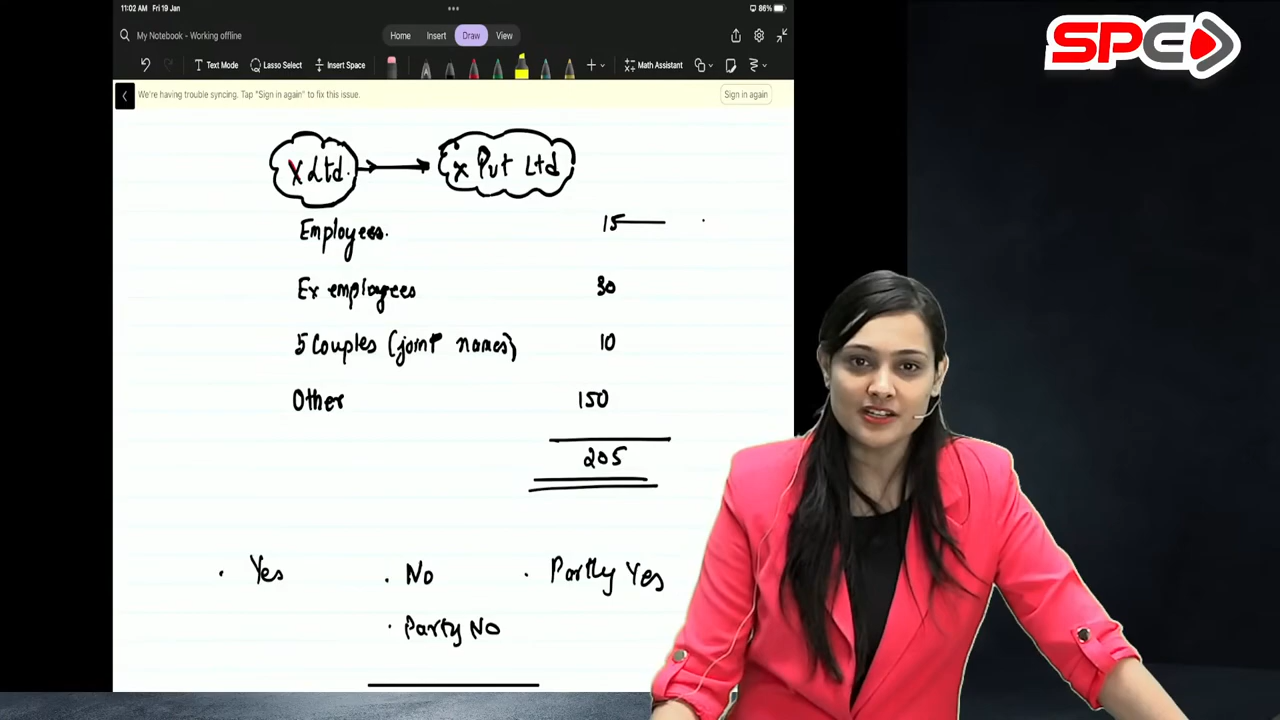 11:02 AM Fri 19 Jan
86%
SPE
My Notebook - Working offline
Home Insert Draw View
Text Mode Lasso Select Insert Space Math Assistant
We're having trouble syncing. Tap "Sign in again" to fix this issue.
Sign in again
X Ltd. x Put Ltd
Employees. 15
Ex employees 30
5 Couples (joint names) 10
Other 150
205
· Yes · No · Partly Yes
· Party No